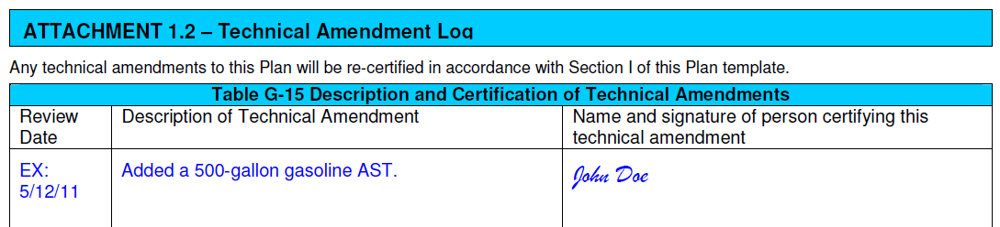 ATTACHMENT 1.2 – Technical Amendment Log
Any technical amendments to this Plan will be re-certified in accordance with Section I of this Plan template.
Table G-15 Description and Certification of Technical Amendments
Review Date
Description of Technical Amendment
Name and signature of person certifying this
technical amendment
EX:
5/12/11
Added a 500-gallon gasoline AST.
John Doe